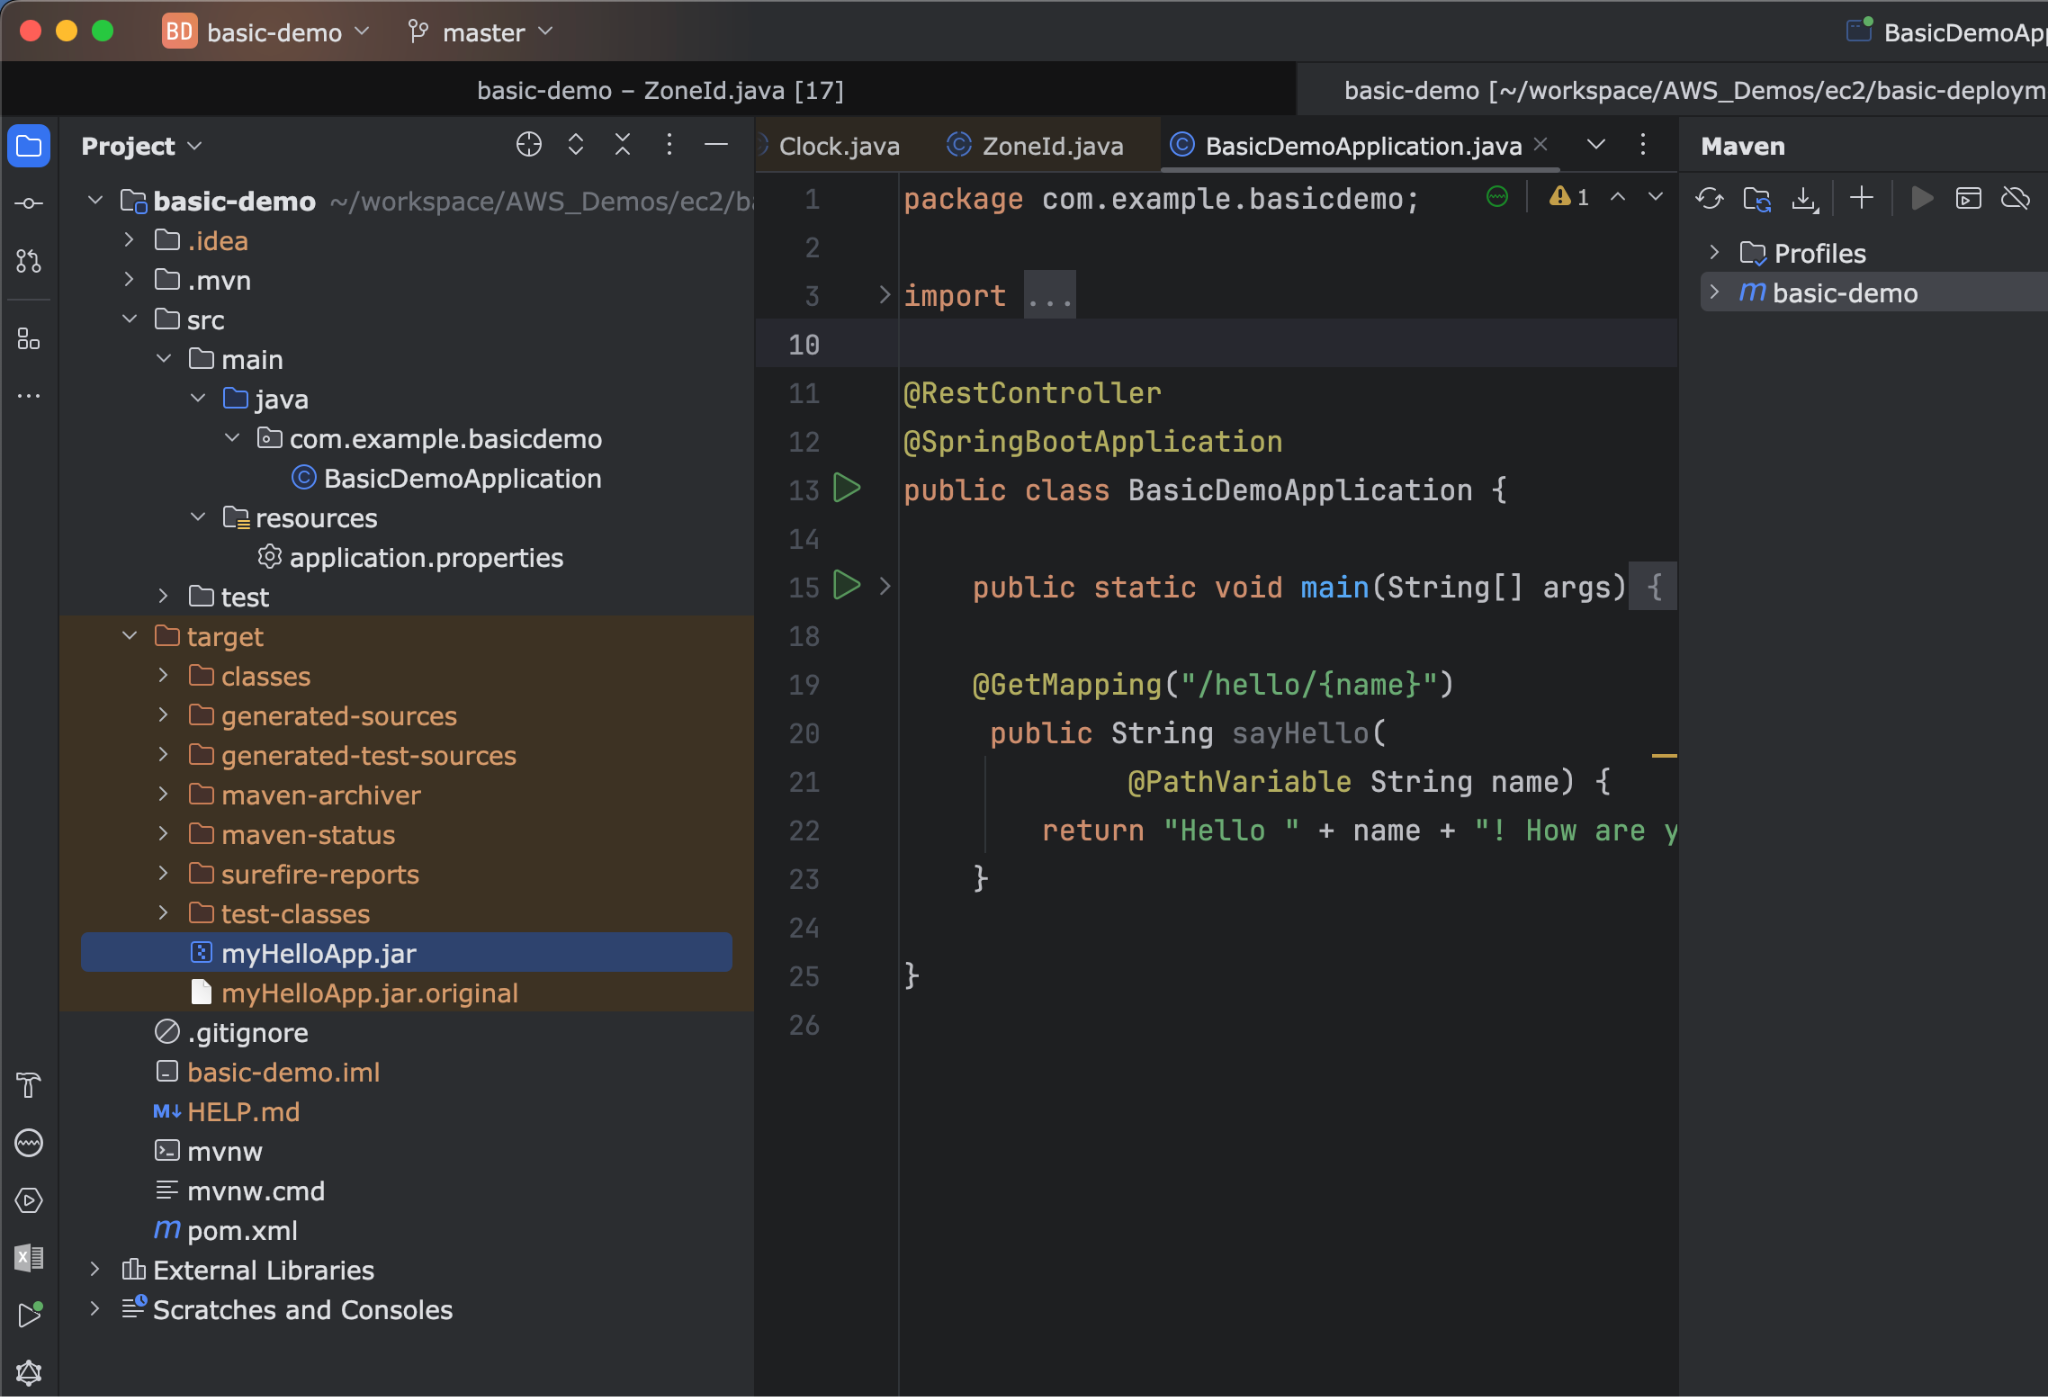 BD basic-demo master BasicDemoApp
basic-demo – ZoneId.java [17]
basic-demo [~/workspace/AWS_Demos/ec2/basic-deploym
Project
basic-demo ~/workspace/AWS_Demos/ec2/ba
.idea
.mvn
src
main
java
com.example.basicdemo
BasicDemoApplication
resources
application.properties
test
target
classes
generated-sources
generated-test-sources
maven-archiver
maven-status
surefire-reports
test-classes
myHelloApp.jar
myHelloApp.jar.original
.gitignore
basic-demo.iml
M↓ HELP.md
mvnw
mvnw.cmd
m pom.xml
External Libraries
Scratches and Consoles
Clock.java
ZoneId.java
BasicDemoApplication.java
1 package com.example.basicdemo; 1
2
3 import ...
10
11 @RestController
12 @SpringBootApplication
13 public class BasicDemoApplication {
14
15 public static void main(String[] args) {
18
19 @GetMapping("/hello/{name}")
20 public String sayHello(
21 @PathVariable String name) {
22 return "Hello " + name + "! How are y
23 }
24
25 }
26
Maven
Profiles
m basic-demo